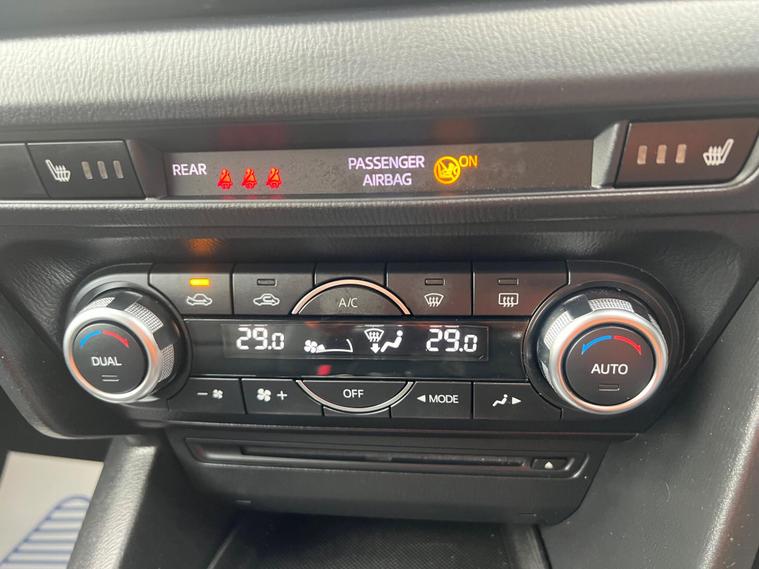 REAR
PASSENGER
AIRBAG
ON
A/C
29.0
29.0
DUAL
AUTO
−
+
OFF
◄ MODE
►